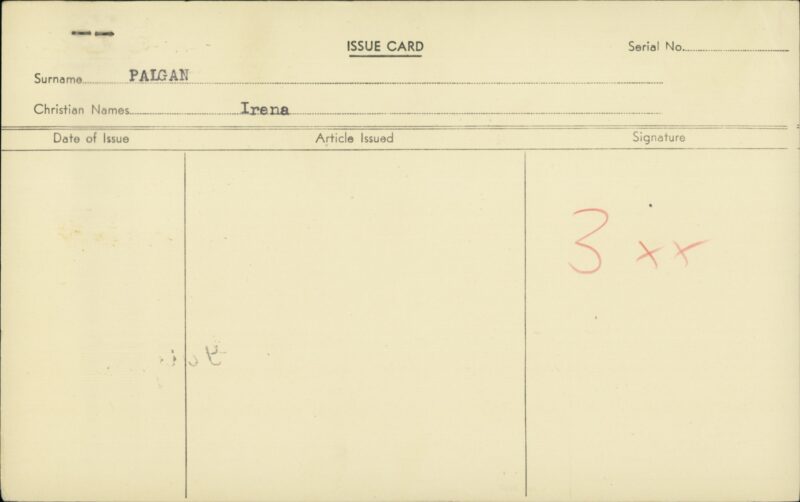 ISSUE CARD
Serial No.
Surname PALGAN
Christian Names Irena
Date of Issue Article Issued Signature
3 xx